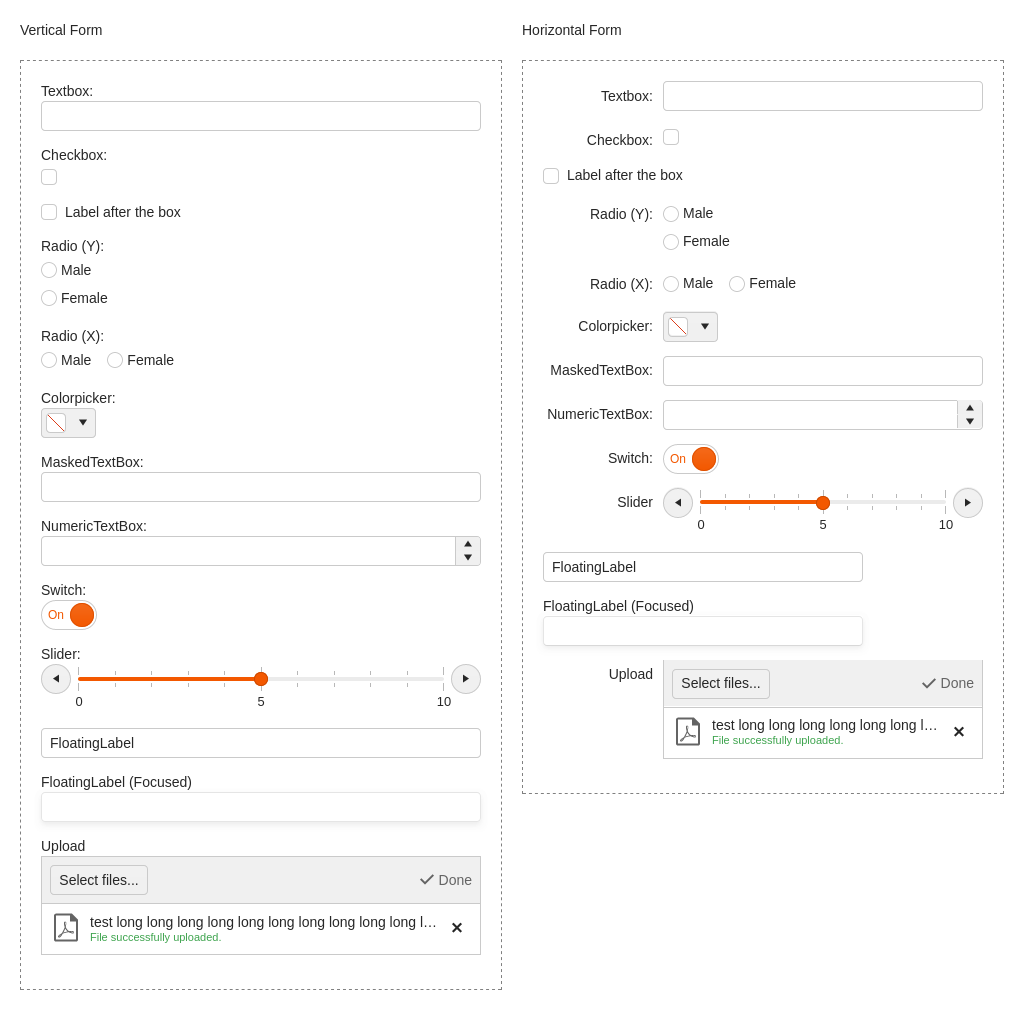 Vertical Form
Textbox:
Checkbox:
Label after the box
Radio (Y):
Male
Female
Radio (X):
Male Female
Colorpicker:
MaskedTextBox:
NumericTextBox:
Switch:
On
Slider:
0 5 10
FloatingLabel
FloatingLabel (Focused)
Upload
Select files... Done
test long long long long long long long long long long l...
File successfully uploaded.
Horizontal Form
Textbox:
Checkbox:
Label after the box
Radio (Y): Male
Female
Radio (X): Male Female
Colorpicker:
MaskedTextBox:
NumericTextBox:
Switch: On
Slider
0 5 10
FloatingLabel
FloatingLabel (Focused)
Upload Select files... Done
test long long long long long long l...
File successfully uploaded.